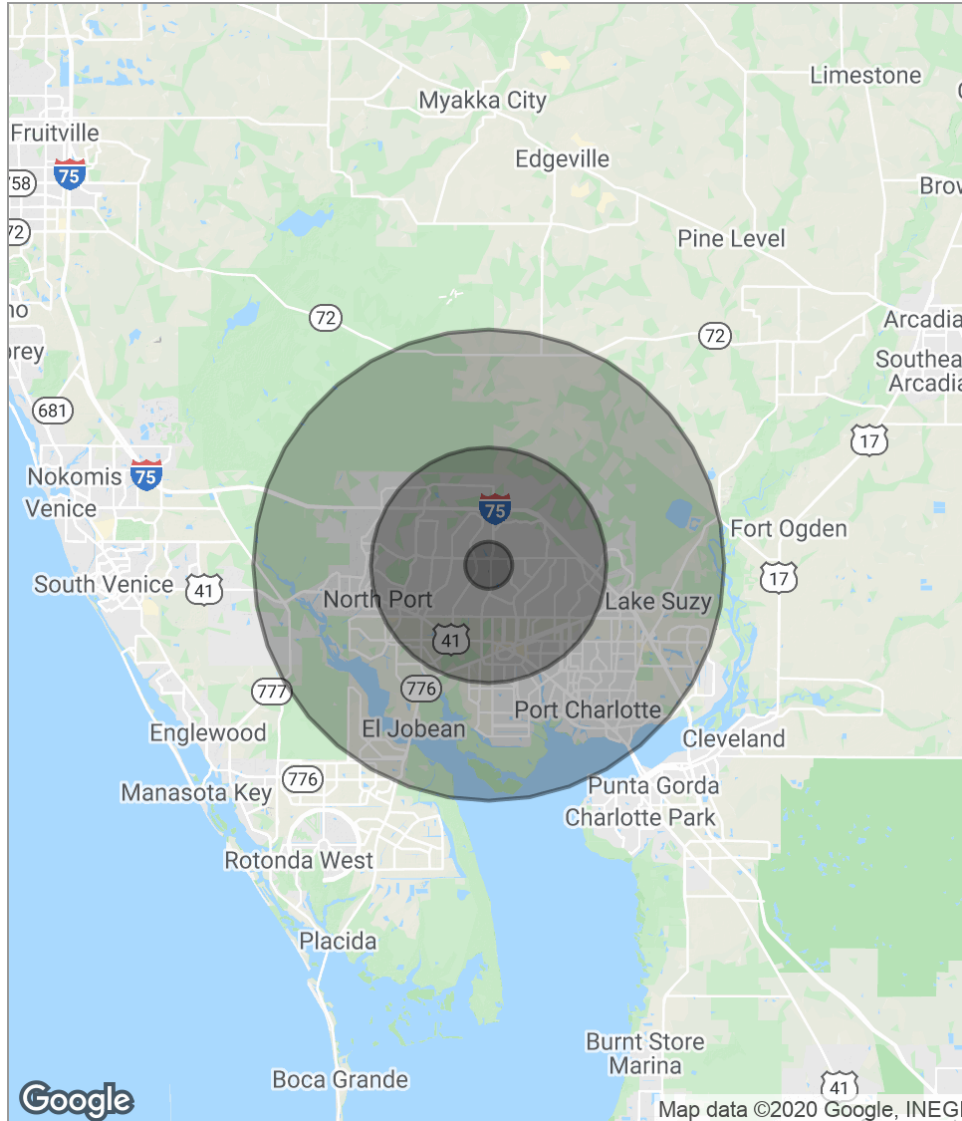 Limestone
Myakka City
Fruitville
75
Edgeville
758
Brow
72
Pine Level
no
72
Arcadia
72
prey
Southea
Arcadia
681
17
Nokomis
75
Venice
75
Fort Ogden
South Venice
41
17
North Port
Lake Suzy
41
777
776
Port Charlotte
El Jobean
Englewood
Cleveland
776
Manasota Key
Punta Gorda
Charlotte Park
Rotonda West
Placida
Burnt Store
Marina
Boca Grande
41
Google
Map data ©2020 Google, INEGI